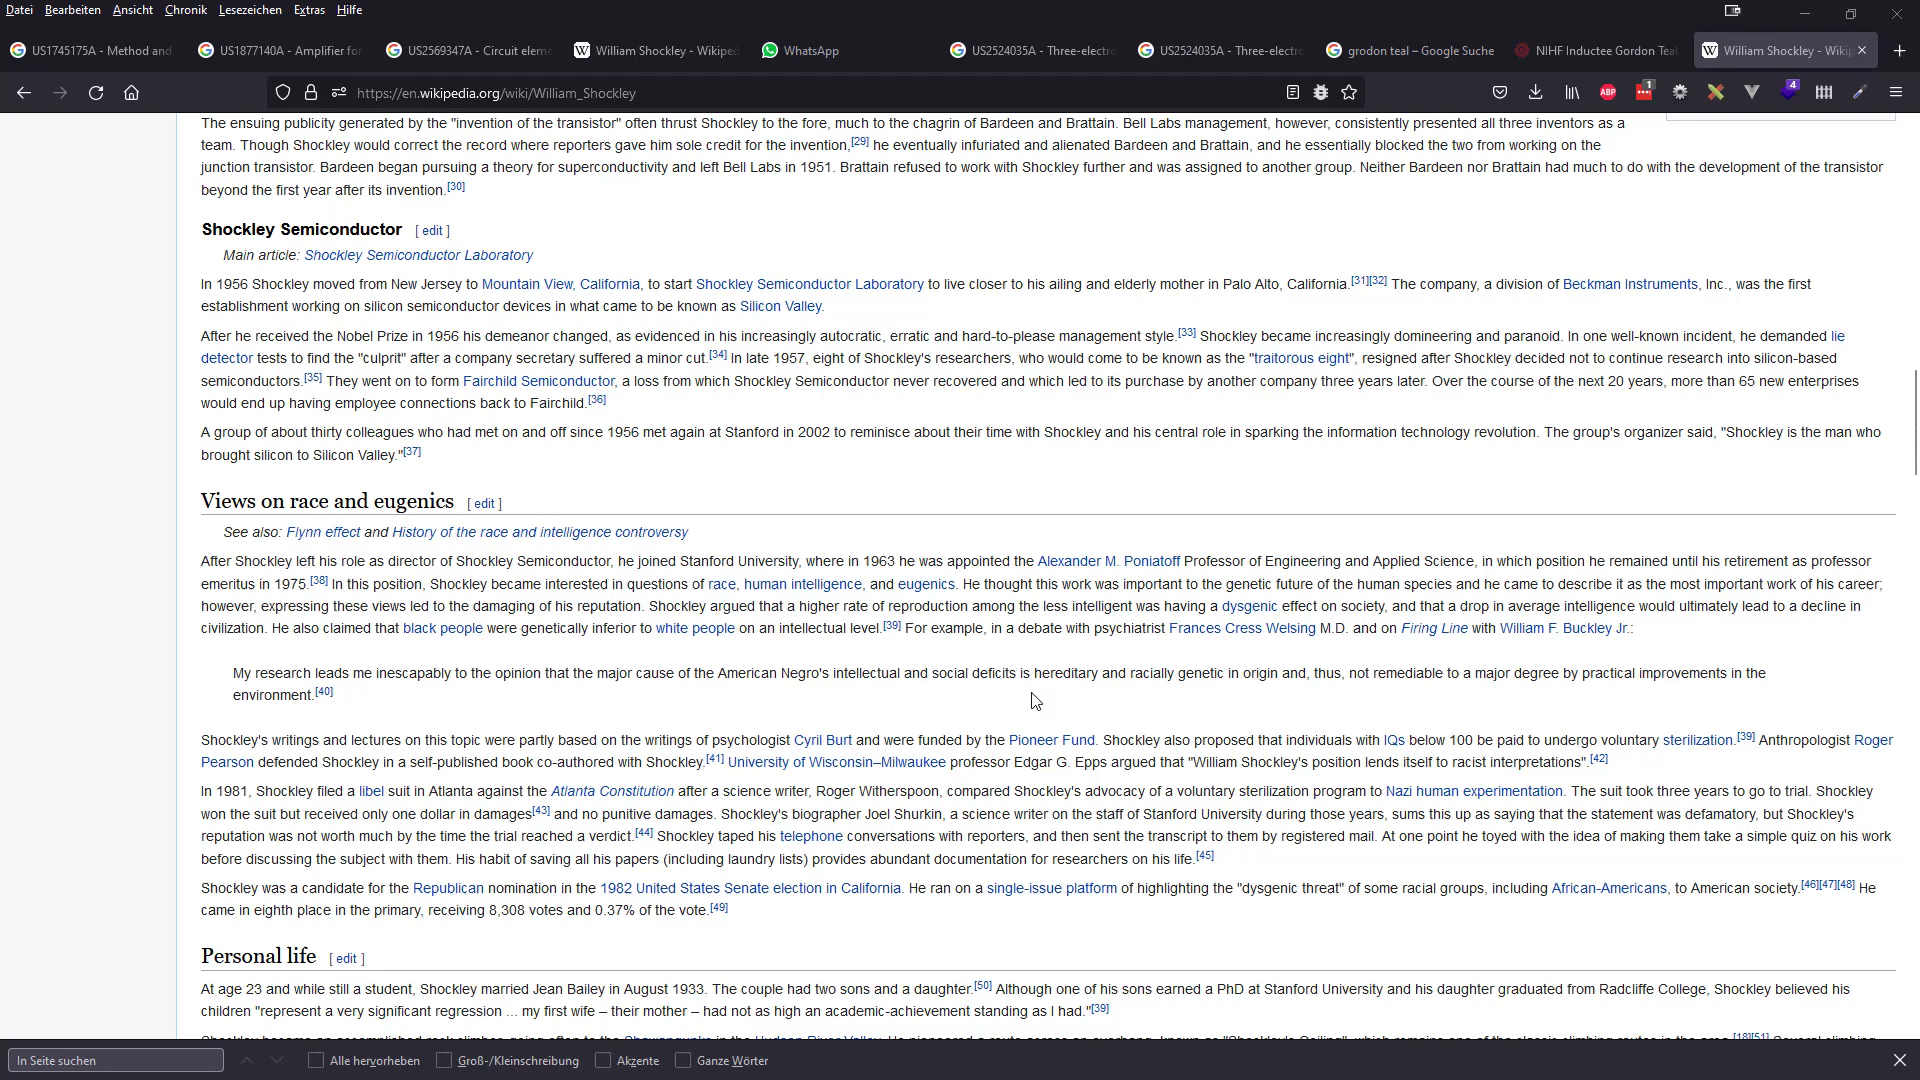 Datei Bearbeiten Ansicht Chronik Lesezeichen Extras Hilfe
US1745175A - Method and US1877140A - Amplifier for US2569347A - Circuit eleme William Shockley - Wikiped WhatsApp US2524035A - Three-electro US2524035A - Three-electro grodon teal – Google Suche NIHF Inductee Gordon Teal William Shockley - Wikip
https://en.wikipedia.org/wiki/William_Shockley ABP 1 4
The ensuing publicity generated by the "invention of the transistor" often thrust Shockley to the fore, much to the chagrin of Bardeen and Brattain. Bell Labs management, however, consistently presented all three inventors as a
team. Though Shockley would correct the record where reporters gave him sole credit for the invention,[29] he eventually infuriated and alienated Bardeen and Brattain, and he essentially blocked the two from working on the
junction transistor. Bardeen began pursuing a theory for superconductivity and left Bell Labs in 1951. Brattain refused to work with Shockley further and was assigned to another group. Neither Bardeen nor Brattain had much to do with the development of the transistor
beyond the first year after its invention.[30]
Shockley Semiconductor [ edit ]
Main article: Shockley Semiconductor Laboratory
In 1956 Shockley moved from New Jersey to Mountain View, California, to start Shockley Semiconductor Laboratory to live closer to his ailing and elderly mother in Palo Alto, California.[31][32] The company, a division of Beckman Instruments, Inc., was the first
establishment working on silicon semiconductor devices in what came to be known as Silicon Valley.
After he received the Nobel Prize in 1956 his demeanor changed, as evidenced in his increasingly autocratic, erratic and hard-to-please management style.[33] Shockley became increasingly domineering and paranoid. In one well-known incident, he demanded lie
detector tests to find the "culprit" after a company secretary suffered a minor cut.[34] In late 1957, eight of Shockley's researchers, who would come to be known as the "traitorous eight", resigned after Shockley decided not to continue research into silicon-based
semiconductors.[35] They went on to form Fairchild Semiconductor, a loss from which Shockley Semiconductor never recovered and which led to its purchase by another company three years later. Over the course of the next 20 years, more than 65 new enterprises
would end up having employee connections back to Fairchild.[36]
A group of about thirty colleagues who had met on and off since 1956 met again at Stanford in 2002 to reminisce about their time with Shockley and his central role in sparking the information technology revolution. The group's organizer said, "Shockley is the man who
brought silicon to Silicon Valley."[37]
Views on race and eugenics [ edit ]
See also: Flynn effect and History of the race and intelligence controversy
After Shockley left his role as director of Shockley Semiconductor, he joined Stanford University, where in 1963 he was appointed the Alexander M. Poniatoff Professor of Engineering and Applied Science, in which position he remained until his retirement as professor
emeritus in 1975.[38] In this position, Shockley became interested in questions of race, human intelligence, and eugenics. He thought this work was important to the genetic future of the human species and he came to describe it as the most important work of his career;
however, expressing these views led to the damaging of his reputation. Shockley argued that a higher rate of reproduction among the less intelligent was having a dysgenic effect on society, and that a drop in average intelligence would ultimately lead to a decline in
civilization. He also claimed that black people were genetically inferior to white people on an intellectual level.[39] For example, in a debate with psychiatrist Frances Cress Welsing M.D. and on Firing Line with William F. Buckley Jr.:
My research leads me inescapably to the opinion that the major cause of the American Negro's intellectual and social deficits is hereditary and racially genetic in origin and, thus, not remediable to a major degree by practical improvements in the
environment.[40]
Shockley's writings and lectures on this topic were partly based on the writings of psychologist Cyril Burt and were funded by the Pioneer Fund. Shockley also proposed that individuals with IQs below 100 be paid to undergo voluntary sterilization.[39] Anthropologist Roger
Pearson defended Shockley in a self-published book co-authored with Shockley.[41] University of Wisconsin–Milwaukee professor Edgar G. Epps argued that "William Shockley's position lends itself to racist interpretations".[42]
In 1981, Shockley filed a libel suit in Atlanta against the Atlanta Constitution after a science writer, Roger Witherspoon, compared Shockley's advocacy of a voluntary sterilization program to Nazi human experimentation. The suit took three years to go to trial. Shockley
won the suit but received only one dollar in damages[43] and no punitive damages. Shockley's biographer Joel Shurkin, a science writer on the staff of Stanford University during those years, sums this up as saying that the statement was defamatory, but Shockley's
reputation was not worth much by the time the trial reached a verdict.[44] Shockley taped his telephone conversations with reporters, and then sent the transcript to them by registered mail. At one point he toyed with the idea of making them take a simple quiz on his work
before discussing the subject with them. His habit of saving all his papers (including laundry lists) provides abundant documentation for researchers on his life.[45]
Shockley was a candidate for the Republican nomination in the 1982 United States Senate election in California. He ran on a single-issue platform of highlighting the "dysgenic threat" of some racial groups, including African-Americans, to American society.[46][47][48] He
came in eighth place in the primary, receiving 8,308 votes and 0.37% of the vote.[49]
Personal life [ edit ]
At age 23 and while still a student, Shockley married Jean Bailey in August 1933. The couple had two sons and a daughter.[50] Although one of his sons earned a PhD at Stanford University and his daughter graduated from Radcliffe College, Shockley believed his
children "represent a very significant regression ... my first wife – their mother – had not as high an academic-achievement standing as I had."[39]
In Seite suchen Alle hervorheben Groß-/Kleinschreibung Akzente Ganze Wörter